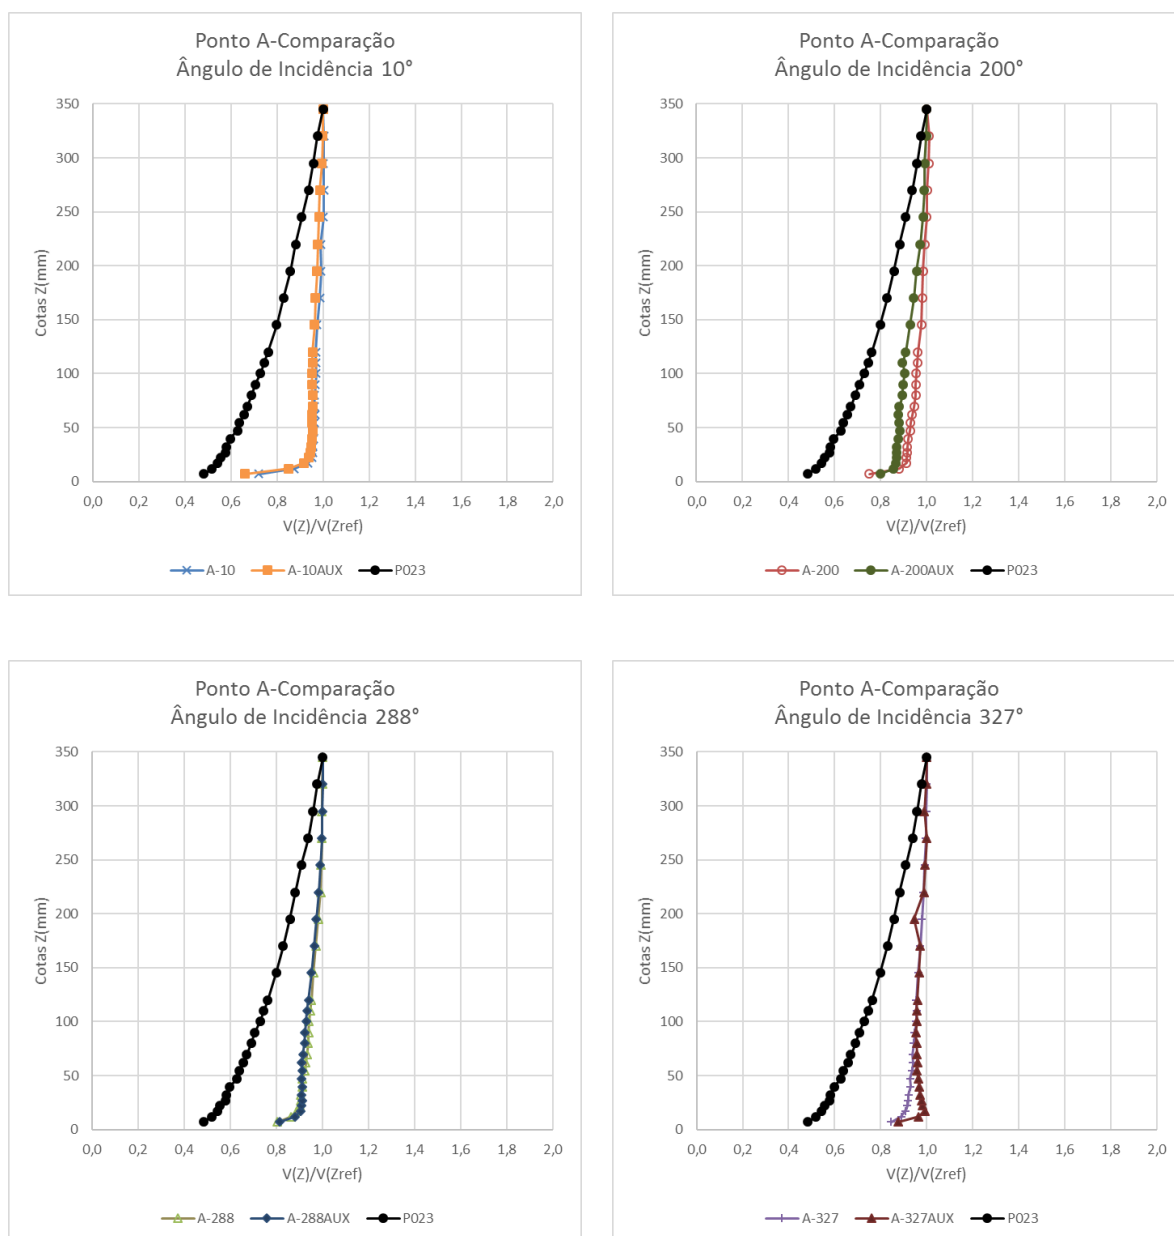 Ponto A-Comparação
Ângulo de Incidência 10°
350
300
250
200
150
100
50
0
Cotas Z(mm)
0,0 0,2 0,4 0,6 0,8 1,0 1,2 1,4 1,6 1,8 2,0
V(Z)/V(Zref)
A-10 A-10AUX P023
Ponto A-Comparação
Ângulo de Incidência 200°
350
300
250
200
150
100
50
0
Cotas Z(mm)
0,0 0,2 0,4 0,6 0,8 1,0 1,2 1,4 1,6 1,8 2,0
V(Z)/V(Zref)
A-200 A-200AUX P023
Ponto A-Comparação
Ângulo de Incidência 288°
350
300
250
200
150
100
50
0
Cotas Z(mm)
0,0 0,2 0,4 0,6 0,8 1,0 1,2 1,4 1,6 1,8 2,0
V(Z)/V(Zref)
A-288 A-288AUX P023
Ponto A-Comparação
Ângulo de Incidência 327°
350
300
250
200
150
100
50
0
Cotas Z(mm)
0,0 0,2 0,4 0,6 0,8 1,0 1,2 1,4 1,6 1,8 2,0
V(Z)/V(Zref)
A-327 A-327AUX P023